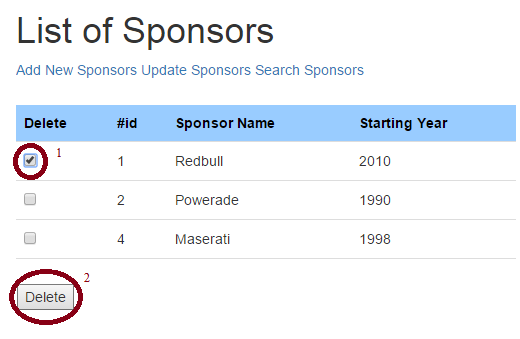 List of Sponsors
Add New Sponsors Update Sponsors Search Sponsors
Delete #id Sponsor Name Starting Year
1 1 Redbull 2010
2 Powerade 1990
4 Maserati 1998
2
Delete